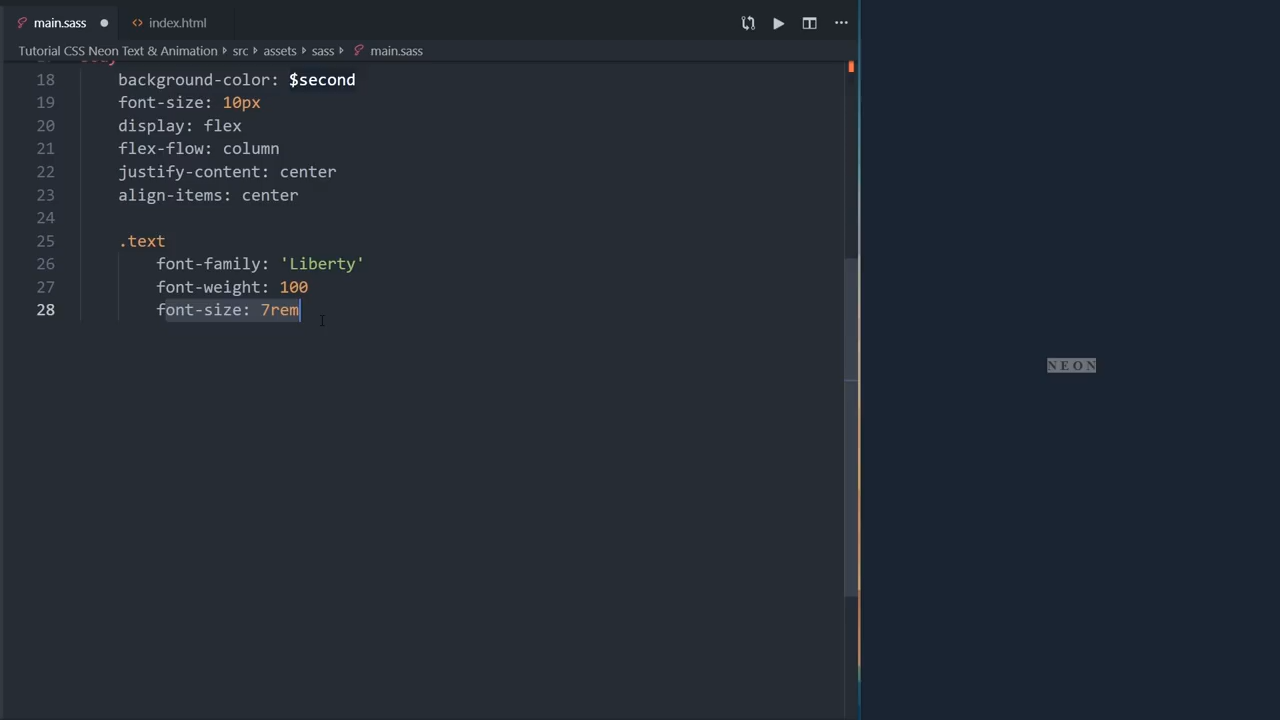 main.sass index.html
Tutorial CSS Neon Text & Animation src assets sass main.sass
18 background-color: $second
19 font-size: 10px
20 display: flex
21 flex-flow: column
22 justify-content: center
23 align-items: center
24
25 .text
26 font-family: 'Liberty'
27 font-weight: 100
28 font-size: 7rem
NEON